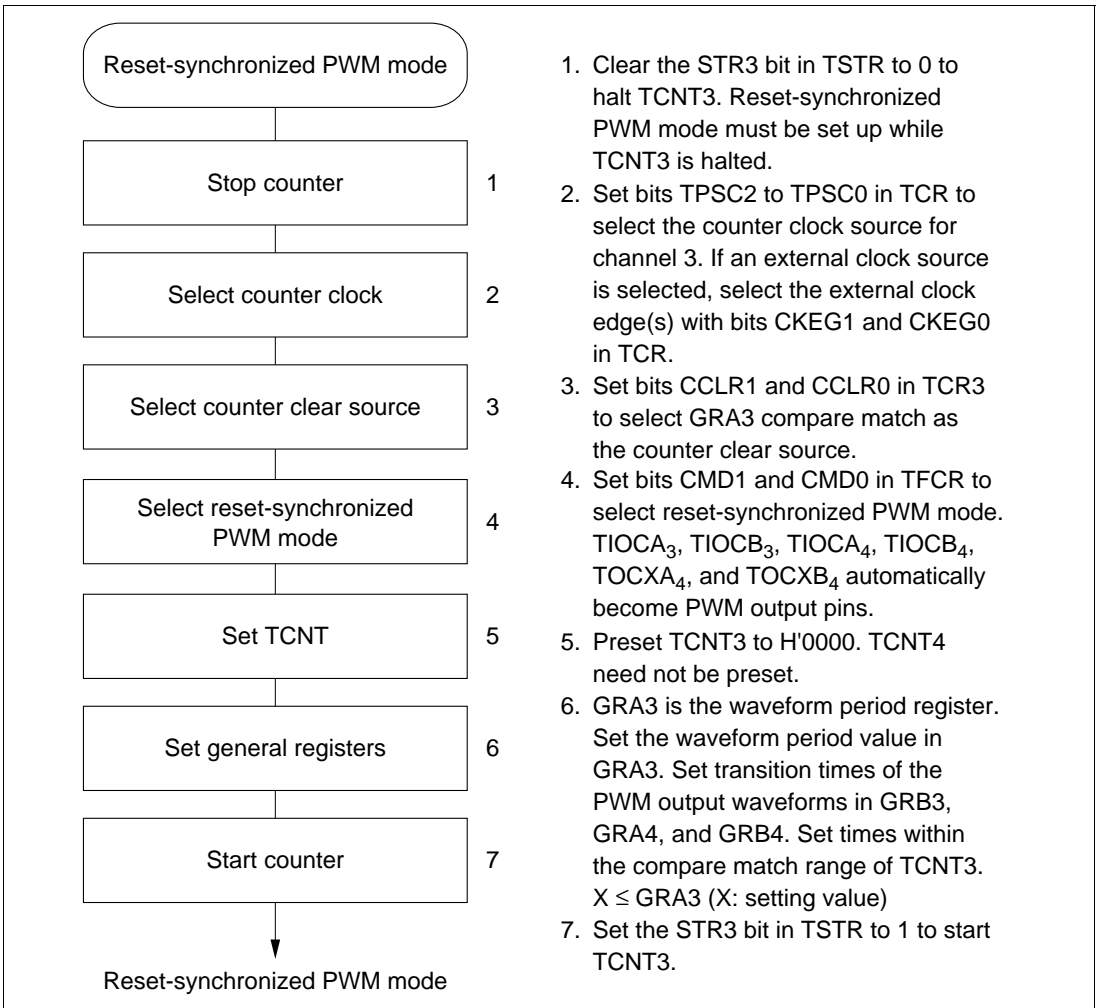 Reset-synchronized PWM mode
Stop counter 1
Select counter clock 2
Select counter clear source 3
Select reset-synchronized
PWM mode 4
Set TCNT 5
Set general registers 6
Start counter 7
Reset-synchronized PWM mode
1. Clear the STR3 bit in TSTR to 0 to
halt TCNT3. Reset-synchronized
PWM mode must be set up while
TCNT3 is halted.
2. Set bits TPSC2 to TPSC0 in TCR to
select the counter clock source for
channel 3. If an external clock source
is selected, select the external clock
edge(s) with bits CKEG1 and CKEG0
in TCR.
3. Set bits CCLR1 and CCLR0 in TCR3
to select GRA3 compare match as
the counter clear source.
4. Set bits CMD1 and CMD0 in TFCR to
select reset-synchronized PWM mode.
TIOCA₃, TIOCB₃, TIOCA₄, TIOCB₄,
TOCXA₄, and TOCXB₄ automatically
become PWM output pins.
5. Preset TCNT3 to H'0000. TCNT4
need not be preset.
6. GRA3 is the waveform period register.
Set the waveform period value in
GRA3. Set transition times of the
PWM output waveforms in GRB3,
GRA4, and GRB4. Set times within
the compare match range of TCNT3.
X ≤ GRA3 (X: setting value)
7. Set the STR3 bit in TSTR to 1 to start
TCNT3.